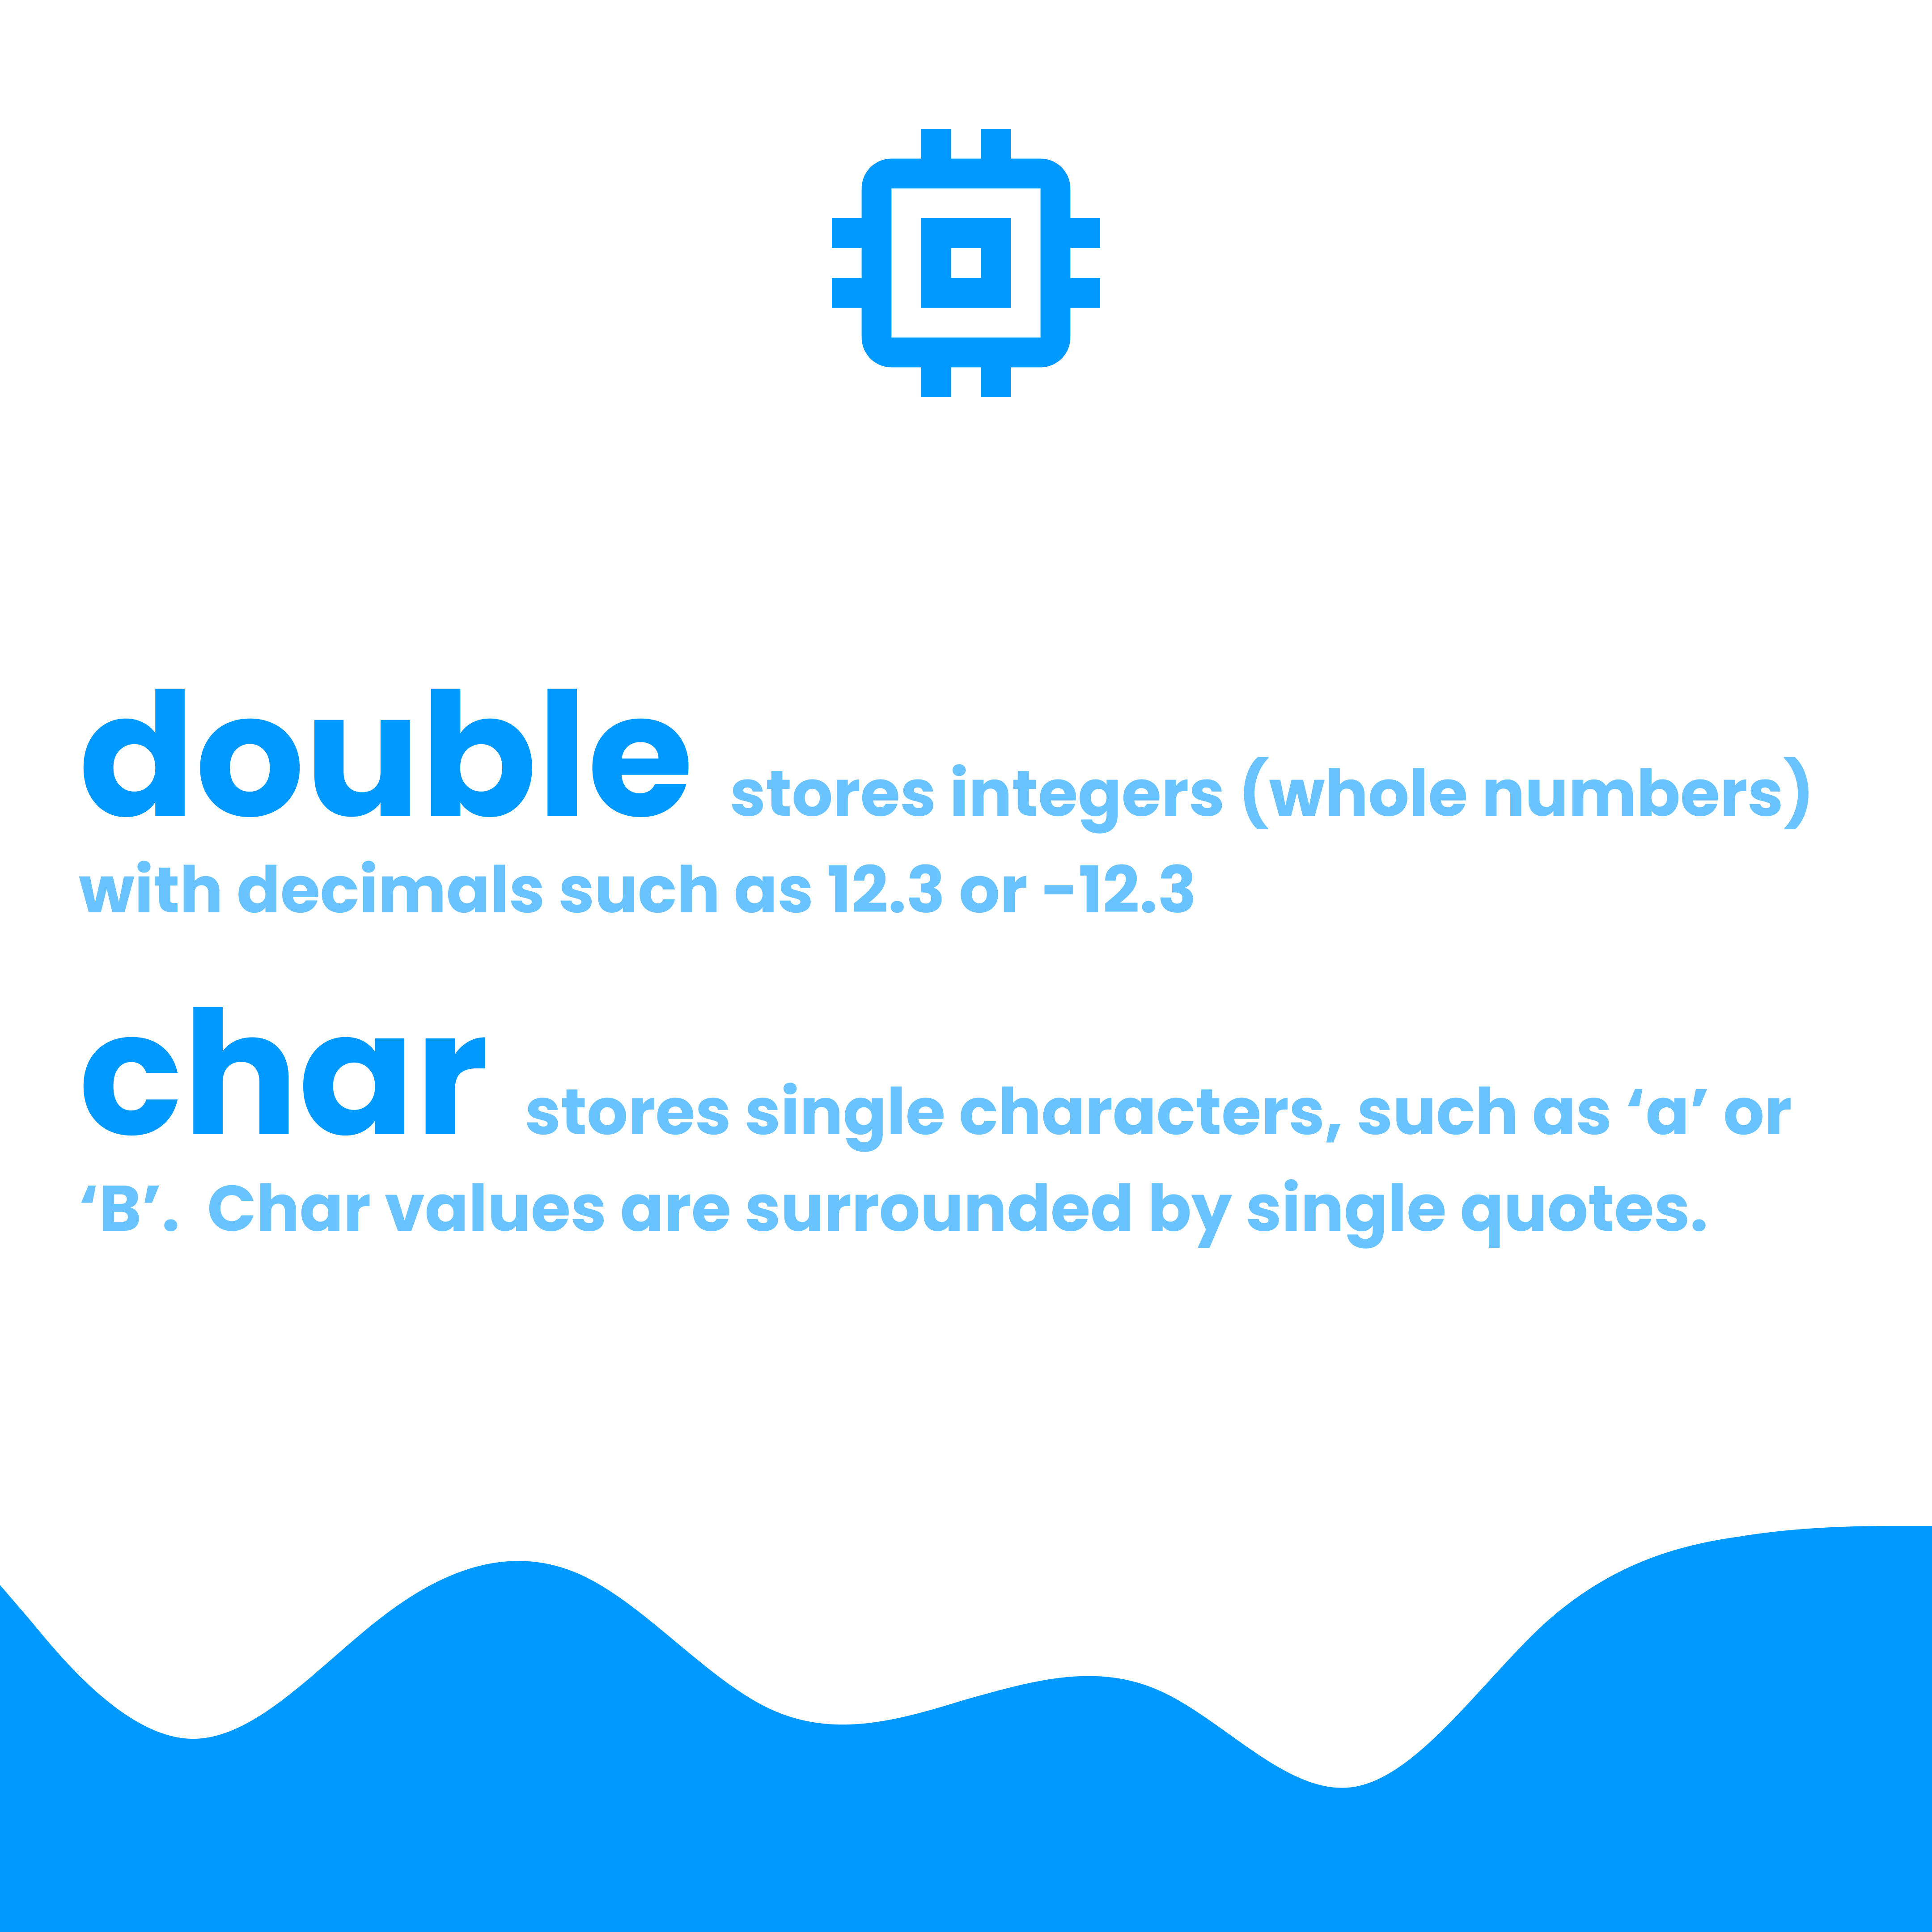 double stores integers (whole numbers)
with decimals such as 12.3 or -12.3
char stores single characters, such as ‘a’ or
‘B’. Char values are surrounded by single quotes.